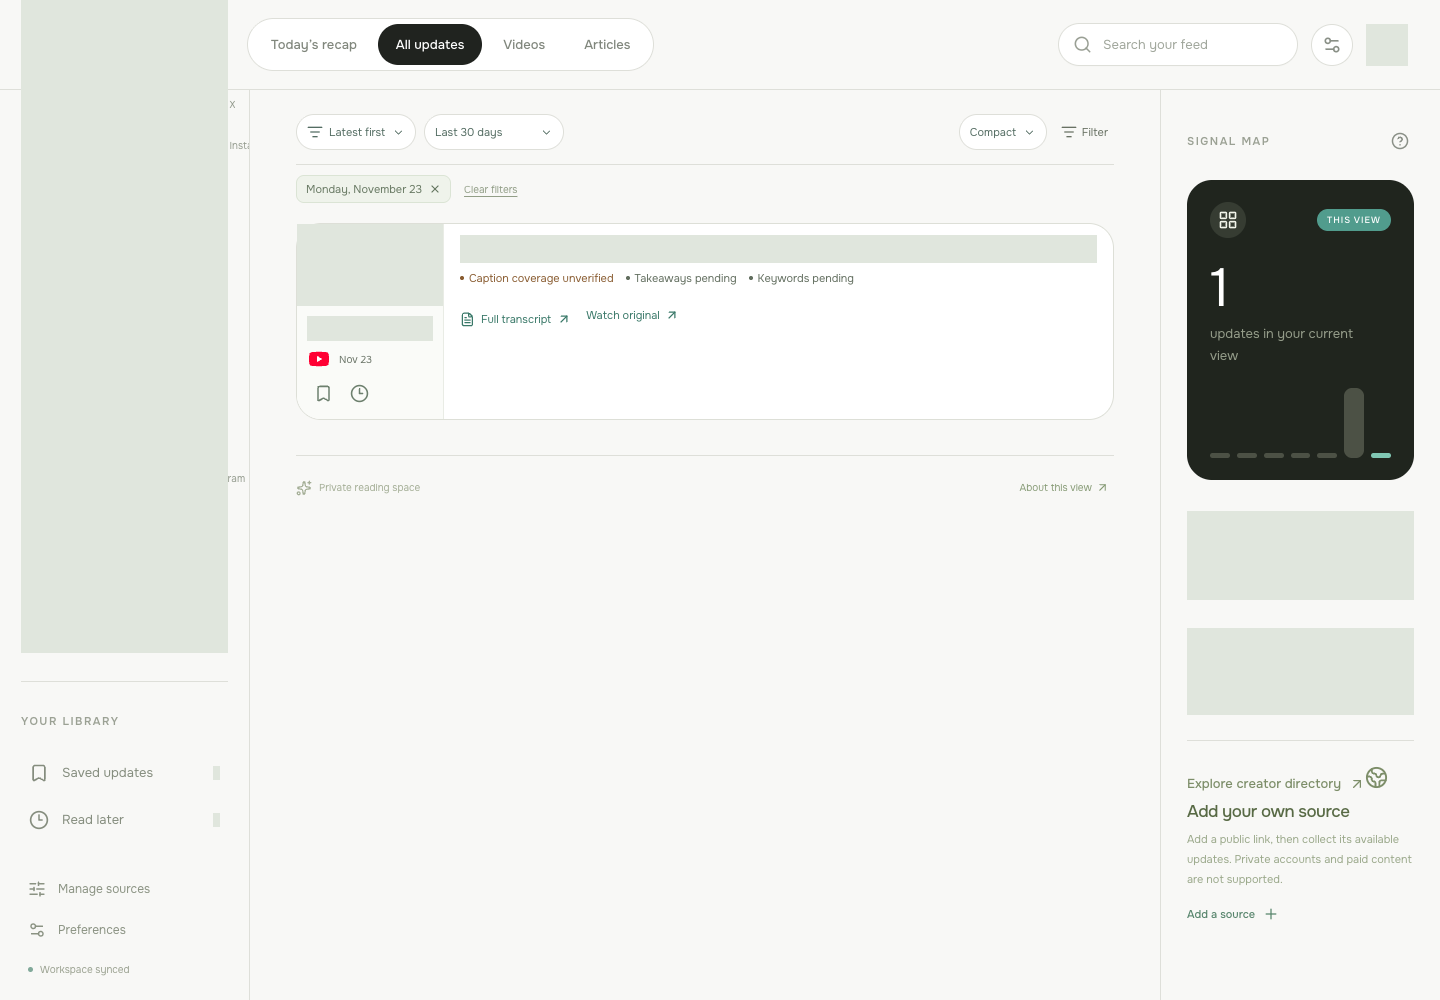 Today's recap
All updates
Videos
Articles
Search your feed
X
Insta
ram
YOUR LIBRARY
Saved updates
Read later
Manage sources
Preferences
Workspace synced
Latest first
Last 30 days
Compact
Filter
Monday, November 23
Clear filters
Caption coverage unverified
Takeaways pending
Keywords pending
Full transcript
Watch original
Nov 23
Private reading space
About this view
SIGNAL MAP
THIS VIEW
1
updates in your current
view
Explore creator directory
Add your own source
Add a public link, then collect its available
updates. Private accounts and paid content
are not supported.
Add a source